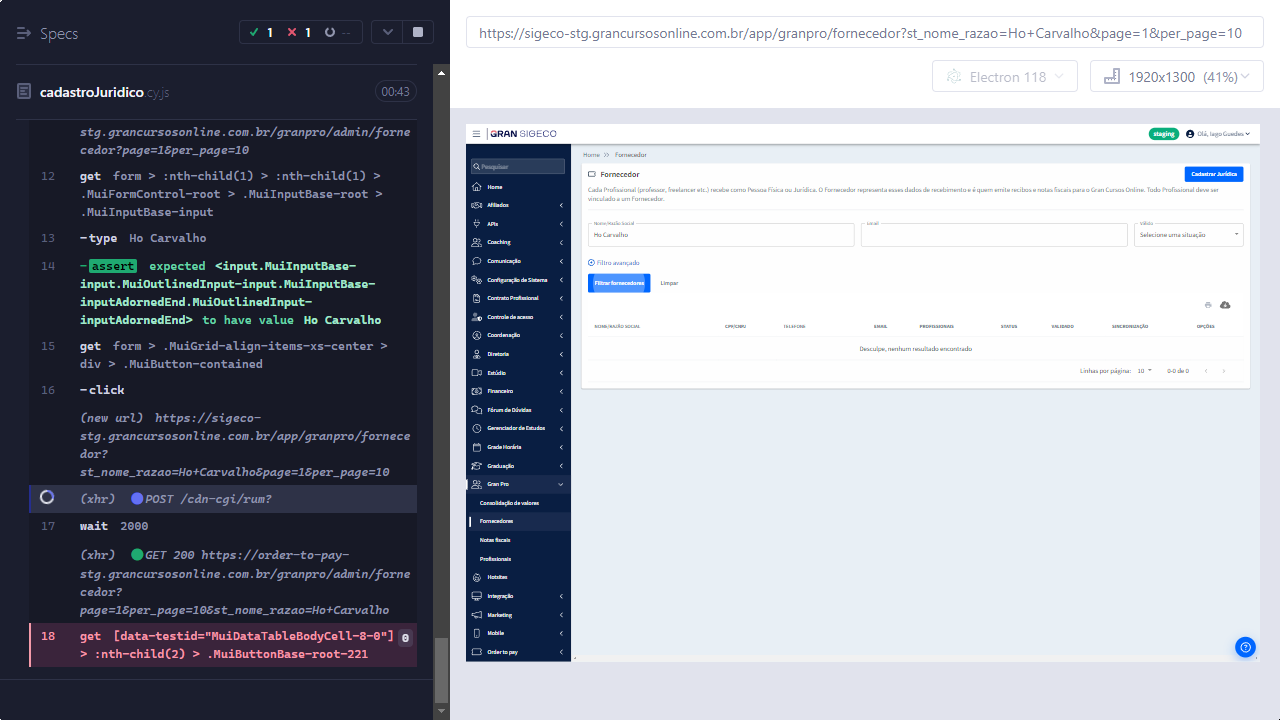 Specs
1
1
--
cadastroJuridico.cy.js
00:43
stg.grancursosonline.com.br/granpro/admin/forne
cedor?page=1&per_page=10
12 get form > :nth-child(1) > :nth-child(1) >
.MuiFormControl-root > .MuiInputBase-root >
.MuiInputBase-input
13 -type Ho Carvalho
14 -assert expected <input.MuiInputBase-
input.MuiOutlinedInput-input.MuiInputBase-
inputAdornedEnd.MuiOutlinedInput-
inputAdornedEnd> to have value Ho Carvalho
15 get form > .MuiGrid-align-items-xs-center >
div > .MuiButton-contained
16 -click
(new url) https://sigeco-
stg.grancursosonline.com.br/app/granpro/fornece
dor?
st_nome_razao=Ho+Carvalho&page=1&per_page=10
(xhr) POST /cdn-cgi/rum?
17 wait 2000
(xhr) GET 200 https://order-to-pay-
stg.grancursosonline.com.br/granpro/admin/forne
cedor?
page=1&per_page=10&st_nome_razao=Ho+Carvalho
18 get [data-testid="MuiDataTableBodyCell-8-0"] 0
> :nth-child(2) > .MuiButtonBase-root-221
https://sigeco-stg.grancursosonline.com.br/app/granpro/fornecedor?st_nome_razao=Ho+Carvalho&page=1&per_page=10
Electron 118
1920x1300 (41%)
GRAN SIGECO
staging
Olá, Iago Guedes
Pesquisar
Home
Afiliados
APIs
Coaching
Comunicação
Configuração de Sistema
Contrato Profissional
Controle de acesso
Coordenação
Diretoria
Estúdio
Financeiro
Fórum de Dúvidas
Gerenciador de Estudos
Grade Horária
Graduação
Gran Pro
Consolidação de valores
Fornecedores
Notas fiscais
Profissionais
Hotsites
Integração
Marketing
Mobile
Order to pay
Home >> Fornecedor
Fornecedor
Cadastrar Jurídica
Cada Profissional (professor, freelancer etc.) recebe como Pessoa Física ou Jurídica. O Fornecedor representa esses dados de recebimento e é quem emite recibos e notas fiscais para o Gran Cursos Online. Todo Profissional deve ser
vinculado a um Fornecedor.
Nome/Razão Social
Ho Carvalho
Email
Válido
Selecione uma situação
Filtro avançado
Filtrar fornecedores
Limpar
NOME/RAZÃO SOCIAL CPF/CNPJ TELEFONE EMAIL PROFISSIONAIS STATUS VALIDADO SINCRONIZAÇÃO OPÇÕES
Desculpe, nenhum resultado encontrado
Linhas por página: 10 0-0 de 0